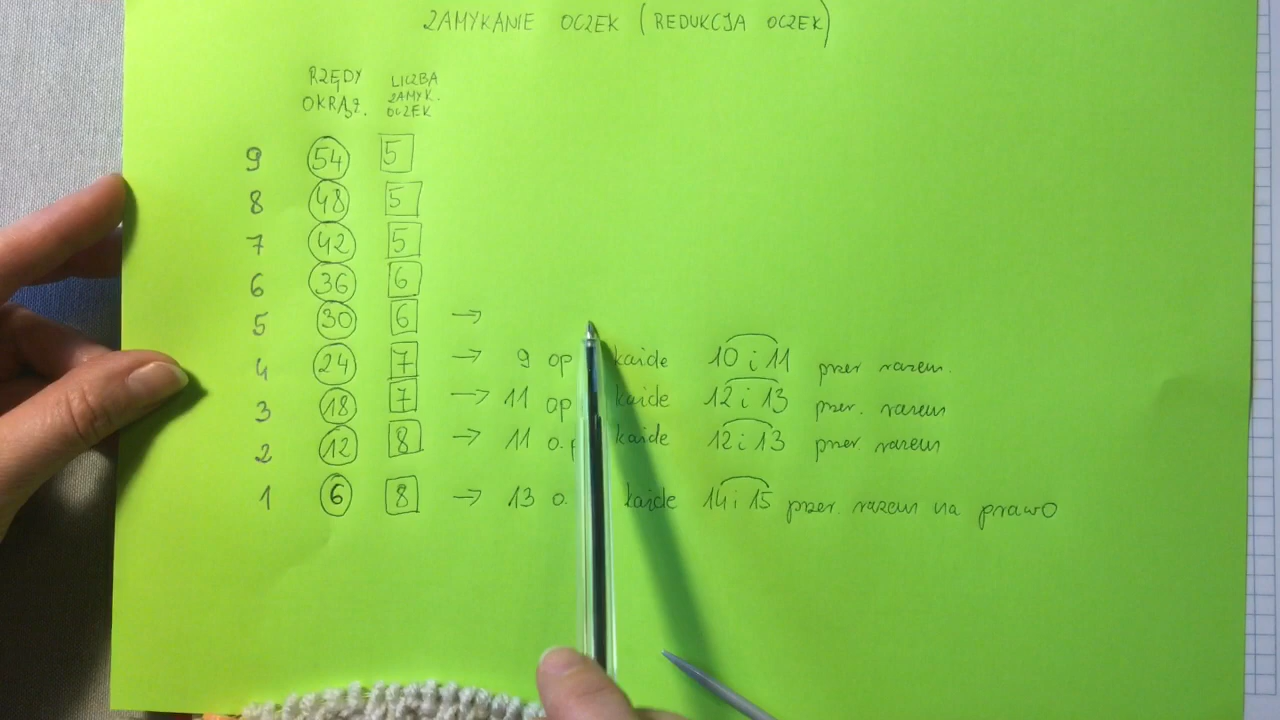 ZAMYKANIE OCZEK (REDUKCJA OCZEK)
RZĘDY OKRĄŻ. LICZBA ZAMYK. OCZEK
9 54 5
8 48 5
7 42 5
6 36 6
5 30 6 →
4 24 7 → 9 op każde 10 i 11 przer razem.
3 18 7 → 11 op każde 12 i 13 przer. razem
2 12 8 → 11 o. każde 12 i 13 przer. razem
1 6 8 → 13 o. każde 14 i 15 przer. razem na prawo